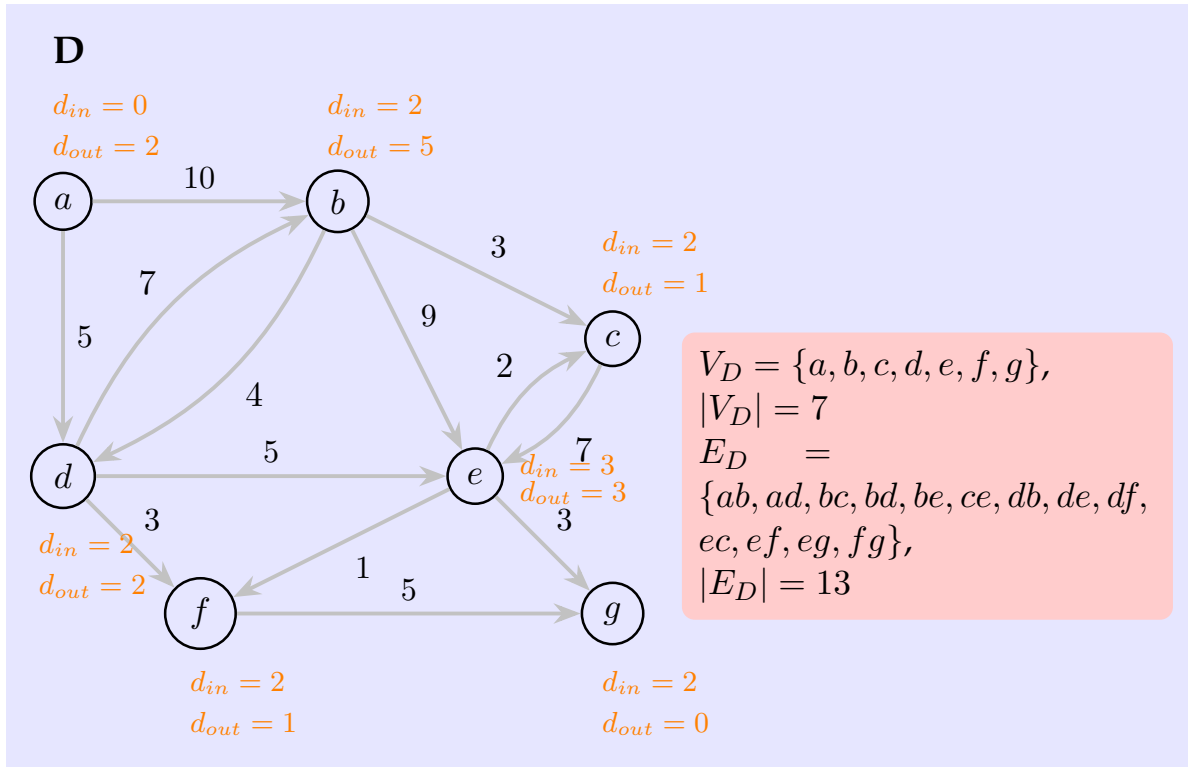 D
d_in = 0
d_out = 2
d_in = 2
d_out = 5
10
a
b
3
d_in = 2
d_out = 1
7
5
9
c
2
4
V_D = {a, b, c, d, e, f, g},
|V_D| = 7
E_D =
{ab, ad, bc, bd, be, ce, db, de, df,
ec, ef, eg, fg},
|E_D| = 13
5
7
d
e
d_in = 3
d_out = 3
3
3
d_in = 2
d_out = 2
1
5
f
g
d_in = 2
d_out = 1
d_in = 2
d_out = 0